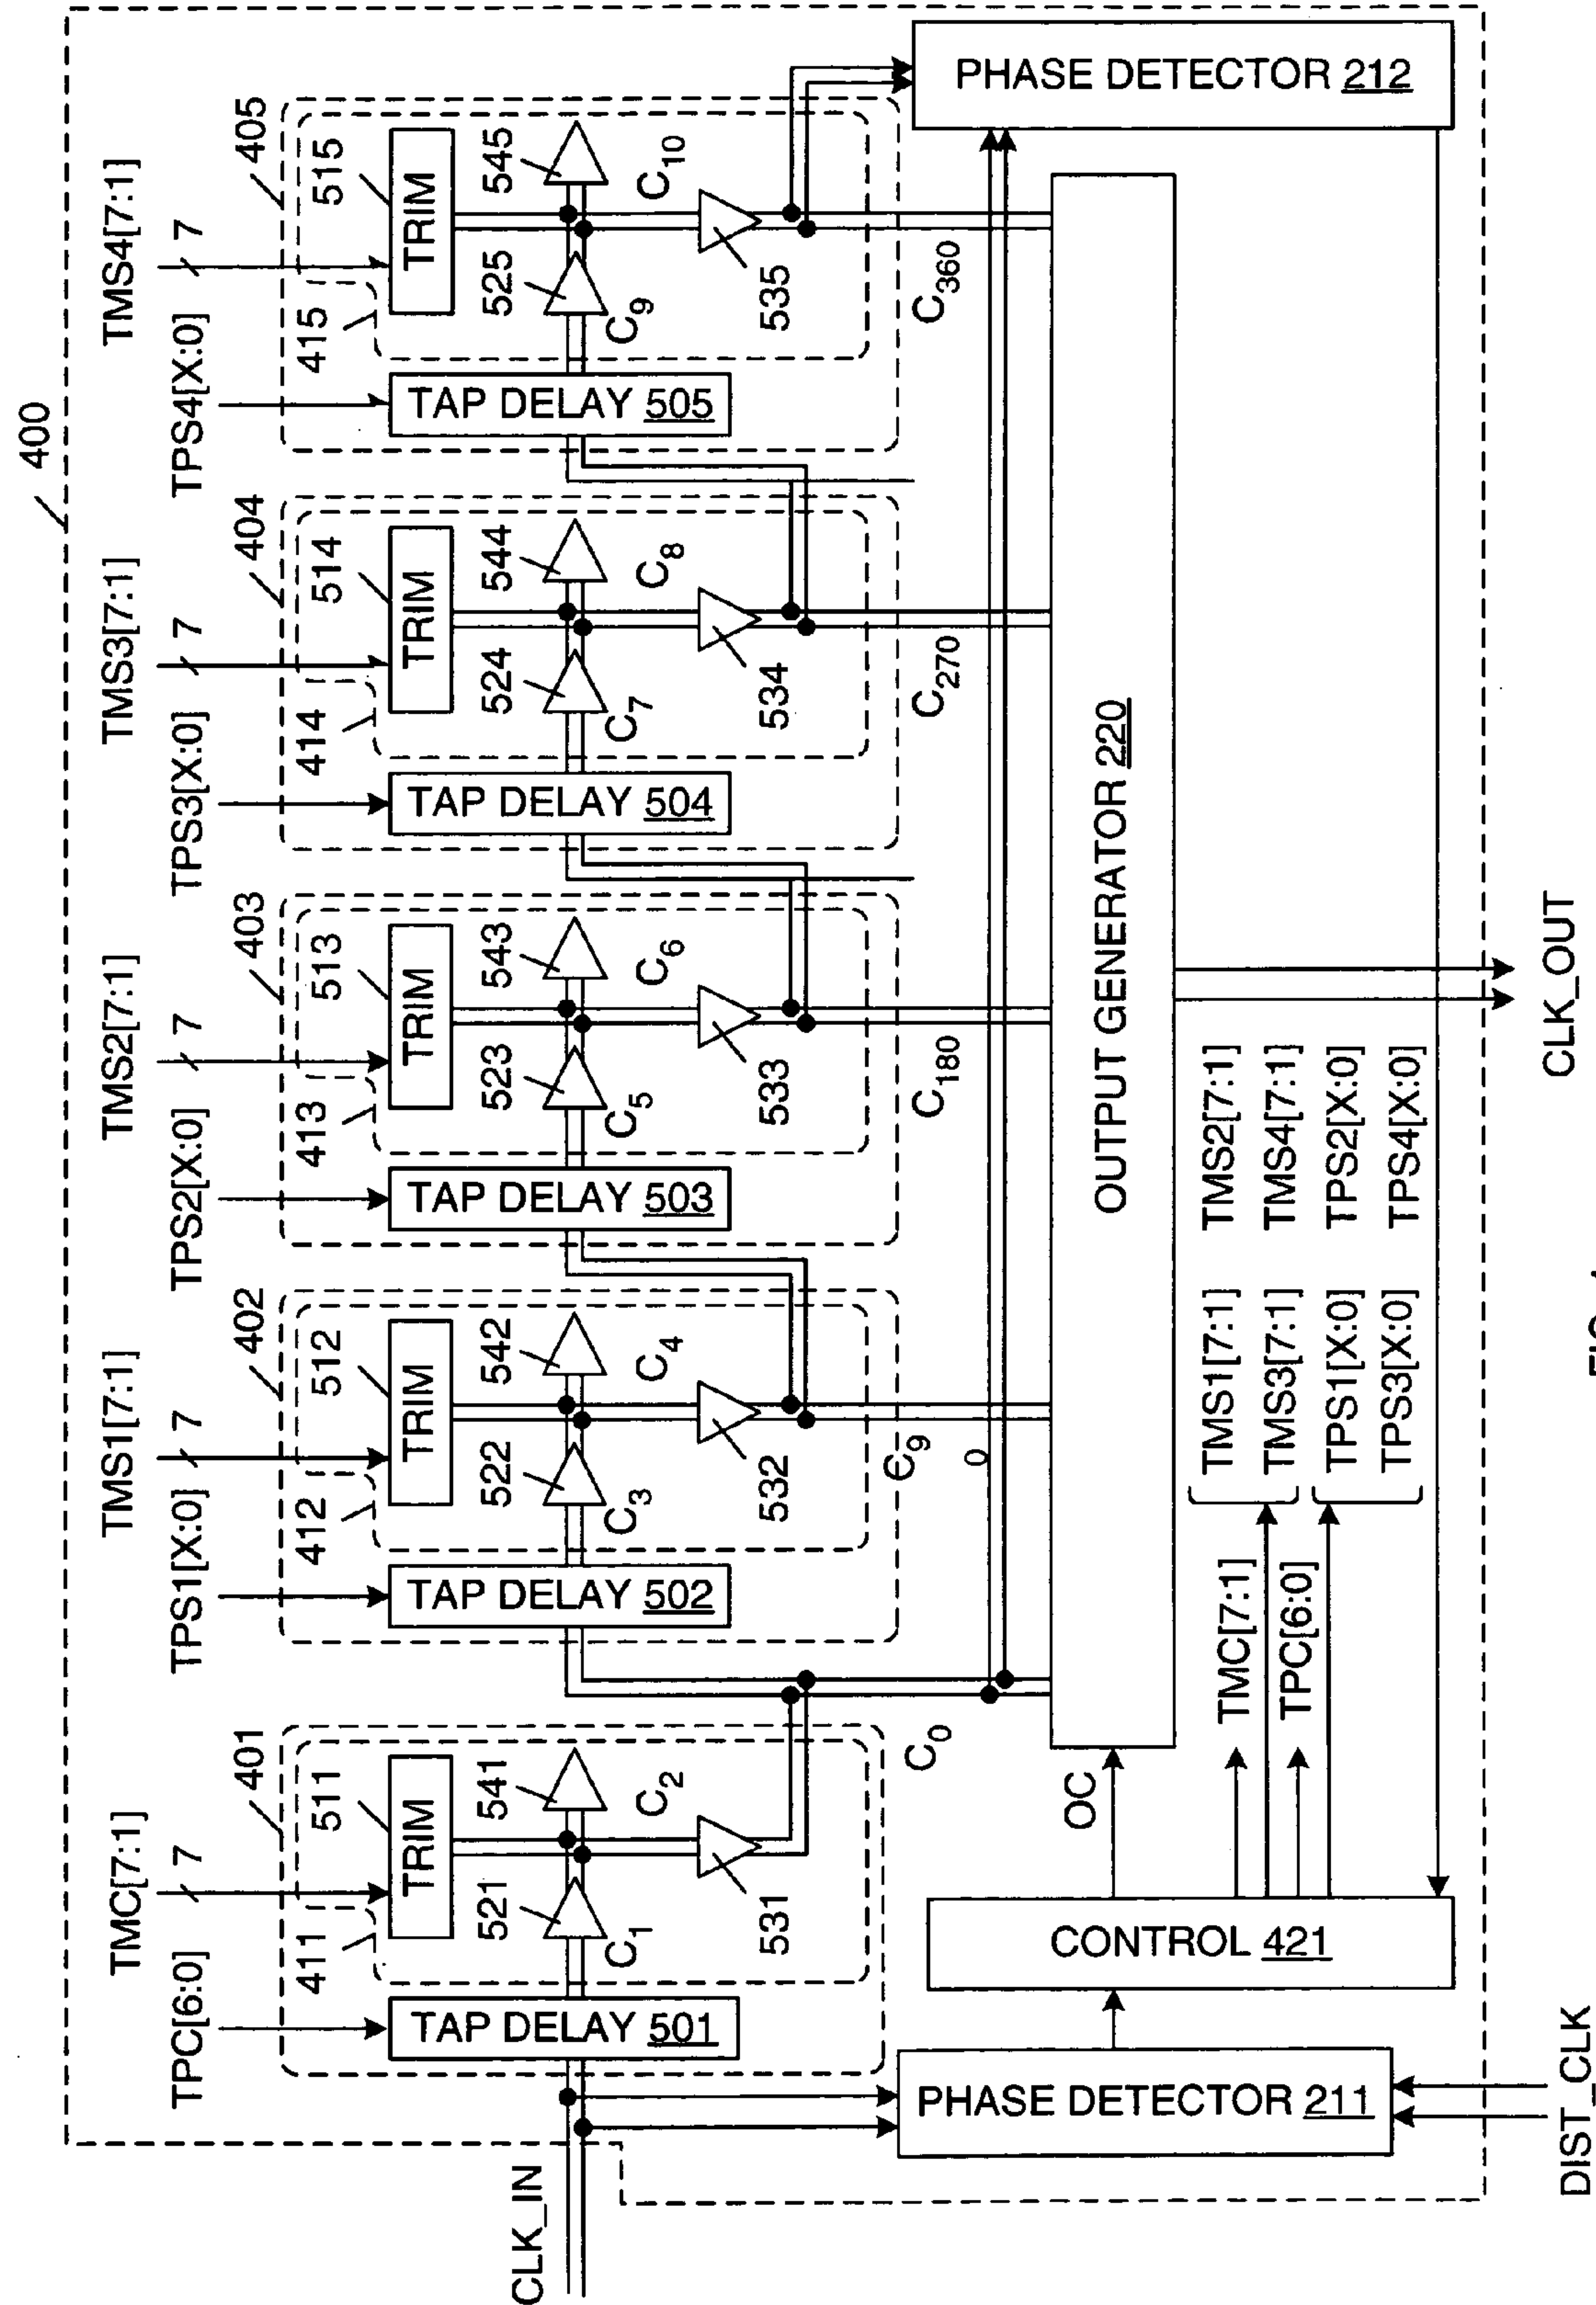 400
TMC[7:1]
TPC[6:0]
7
401
411
511
TRIM
521
541
C1
C2
531
TAP DELAY 501
TMS1[7:1]
TPS1[X:0]
7
402
412
512
TRIM
522
542
C3
C4
532
TAP DELAY 502
TMS2[7:1]
TPS2[X:0]
7
403
413
513
TRIM
523
543
C5
C6
533
TAP DELAY 503
TMS3[7:1]
TPS3[X:0]
7
404
414
514
TRIM
524
544
C7
C8
534
TAP DELAY 504
TMS4[7:1]
TPS4[X:0]
7
405
415
515
TRIM
525
545
C9
C10
535
TAP DELAY 505
CLK_IN
C0
C9
0
C180
C270
C360
PHASE DETECTOR 211
PHASE DETECTOR 212
OUTPUT GENERATOR 220
OC
CONTROL 421
TMC[7:1]
TPC[6:0]
TMS1[7:1] TMS2[7:1]
TMS3[7:1] TMS4[7:1]
TPS1[X:0] TPS2[X:0]
TPS3[X:0] TPS4[X:0]
DIST_CLK
CLK_OUT